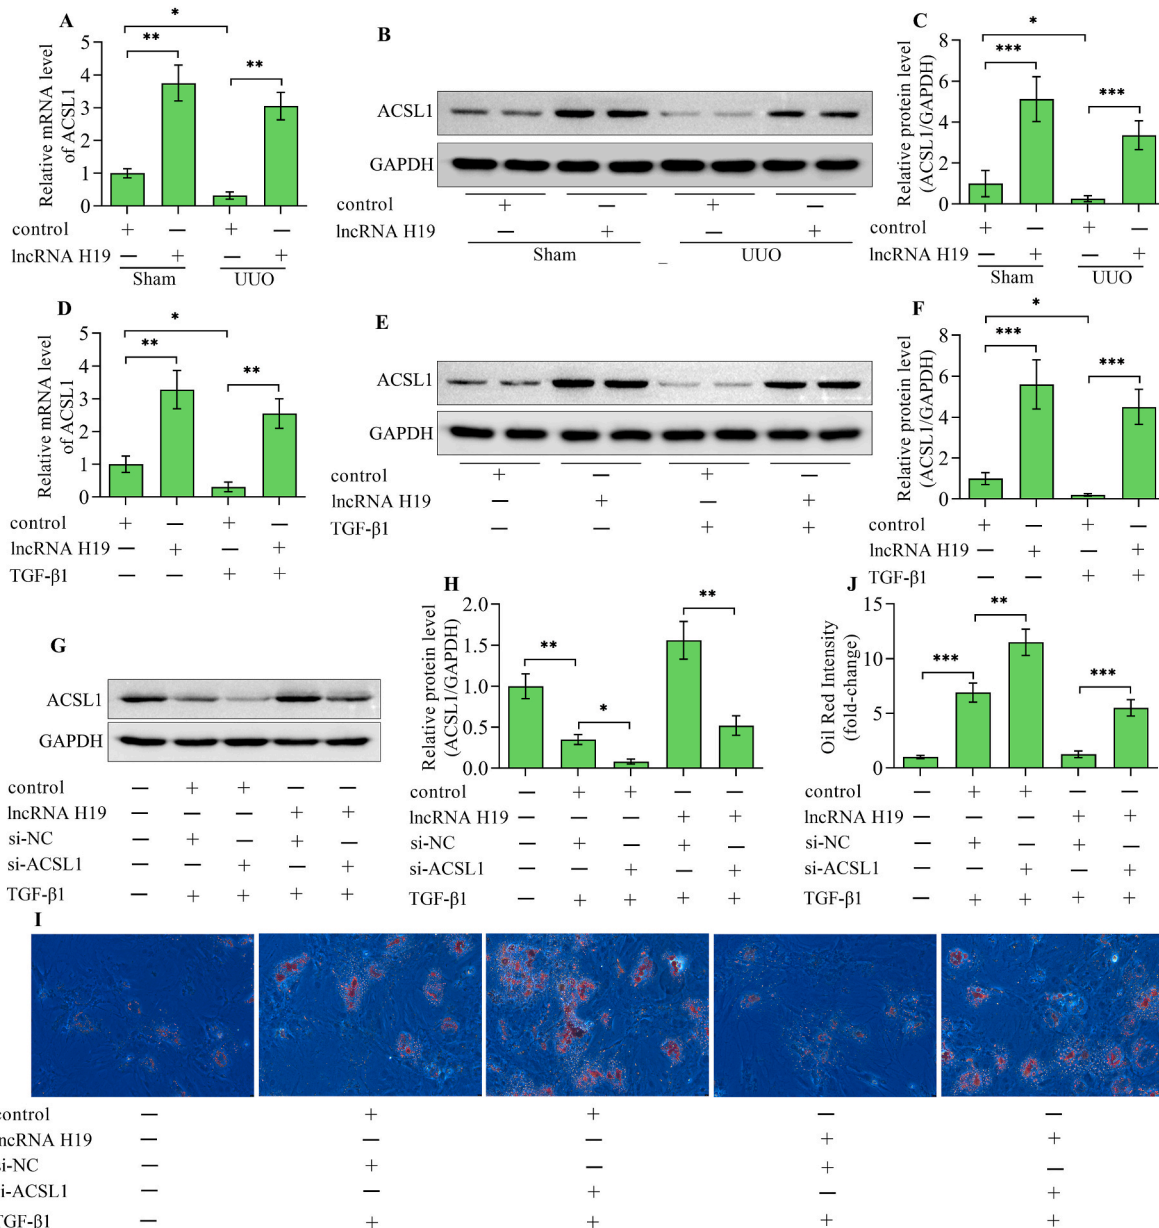 A
Relative mRNA level
of ACSL1
5
4
3
2
1
0
*
**
**
control + — + —
lncRNA H19 — + — +
Sham UUO
B
ACSL1
GAPDH
control + — + —
lncRNA H19 — + — +
Sham UUO
C
Relative protein level
(ACSL1/GAPDH)
8
6
4
2
0
*
***
***
control + — + —
lncRNA H19 — + — +
Sham UUO
D
Relative mRNA level
of ACSL1
5
4
3
2
1
0
*
**
**
control + — + —
lncRNA H19 — + — +
TGF-β1 — — + +
E
ACSL1
GAPDH
control + — + —
lncRNA H19 — + — +
TGF-β1 — — + +
F
Relative protein level
(ACSL1/GAPDH)
8
6
4
2
0
*
***
***
control + — + —
lncRNA H19 — + — +
TGF-β1 — — + +
G
ACSL1
GAPDH
control — + + — —
lncRNA H19 — — — + +
si-NC — + — + —
si-ACSL1 — — + — +
TGF-β1 — + + + +
H
Relative protein level
(ACSL1/GAPDH)
2.0
1.5
1.0
0.5
0.0
**
*
**
control — + + — —
lncRNA H19 — — — + +
si-NC — + — + —
si-ACSL1 — — + — +
TGF-β1 — + + + +
J
Oil Red Intensity
(fold-change)
15
10
5
0
***
**
***
control — + + — —
lncRNA H19 — — — + +
si-NC — + — + —
si-ACSL1 — — + — +
TGF-β1 — + + + +
I
control — + + — —
ncRNA H19 — — — + +
si-NC — + — + —
i-ACSL1 — — + — +
TGF-β1 — + + + +